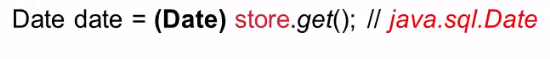 Date date = (Date) store.get(); // java.sql.Date